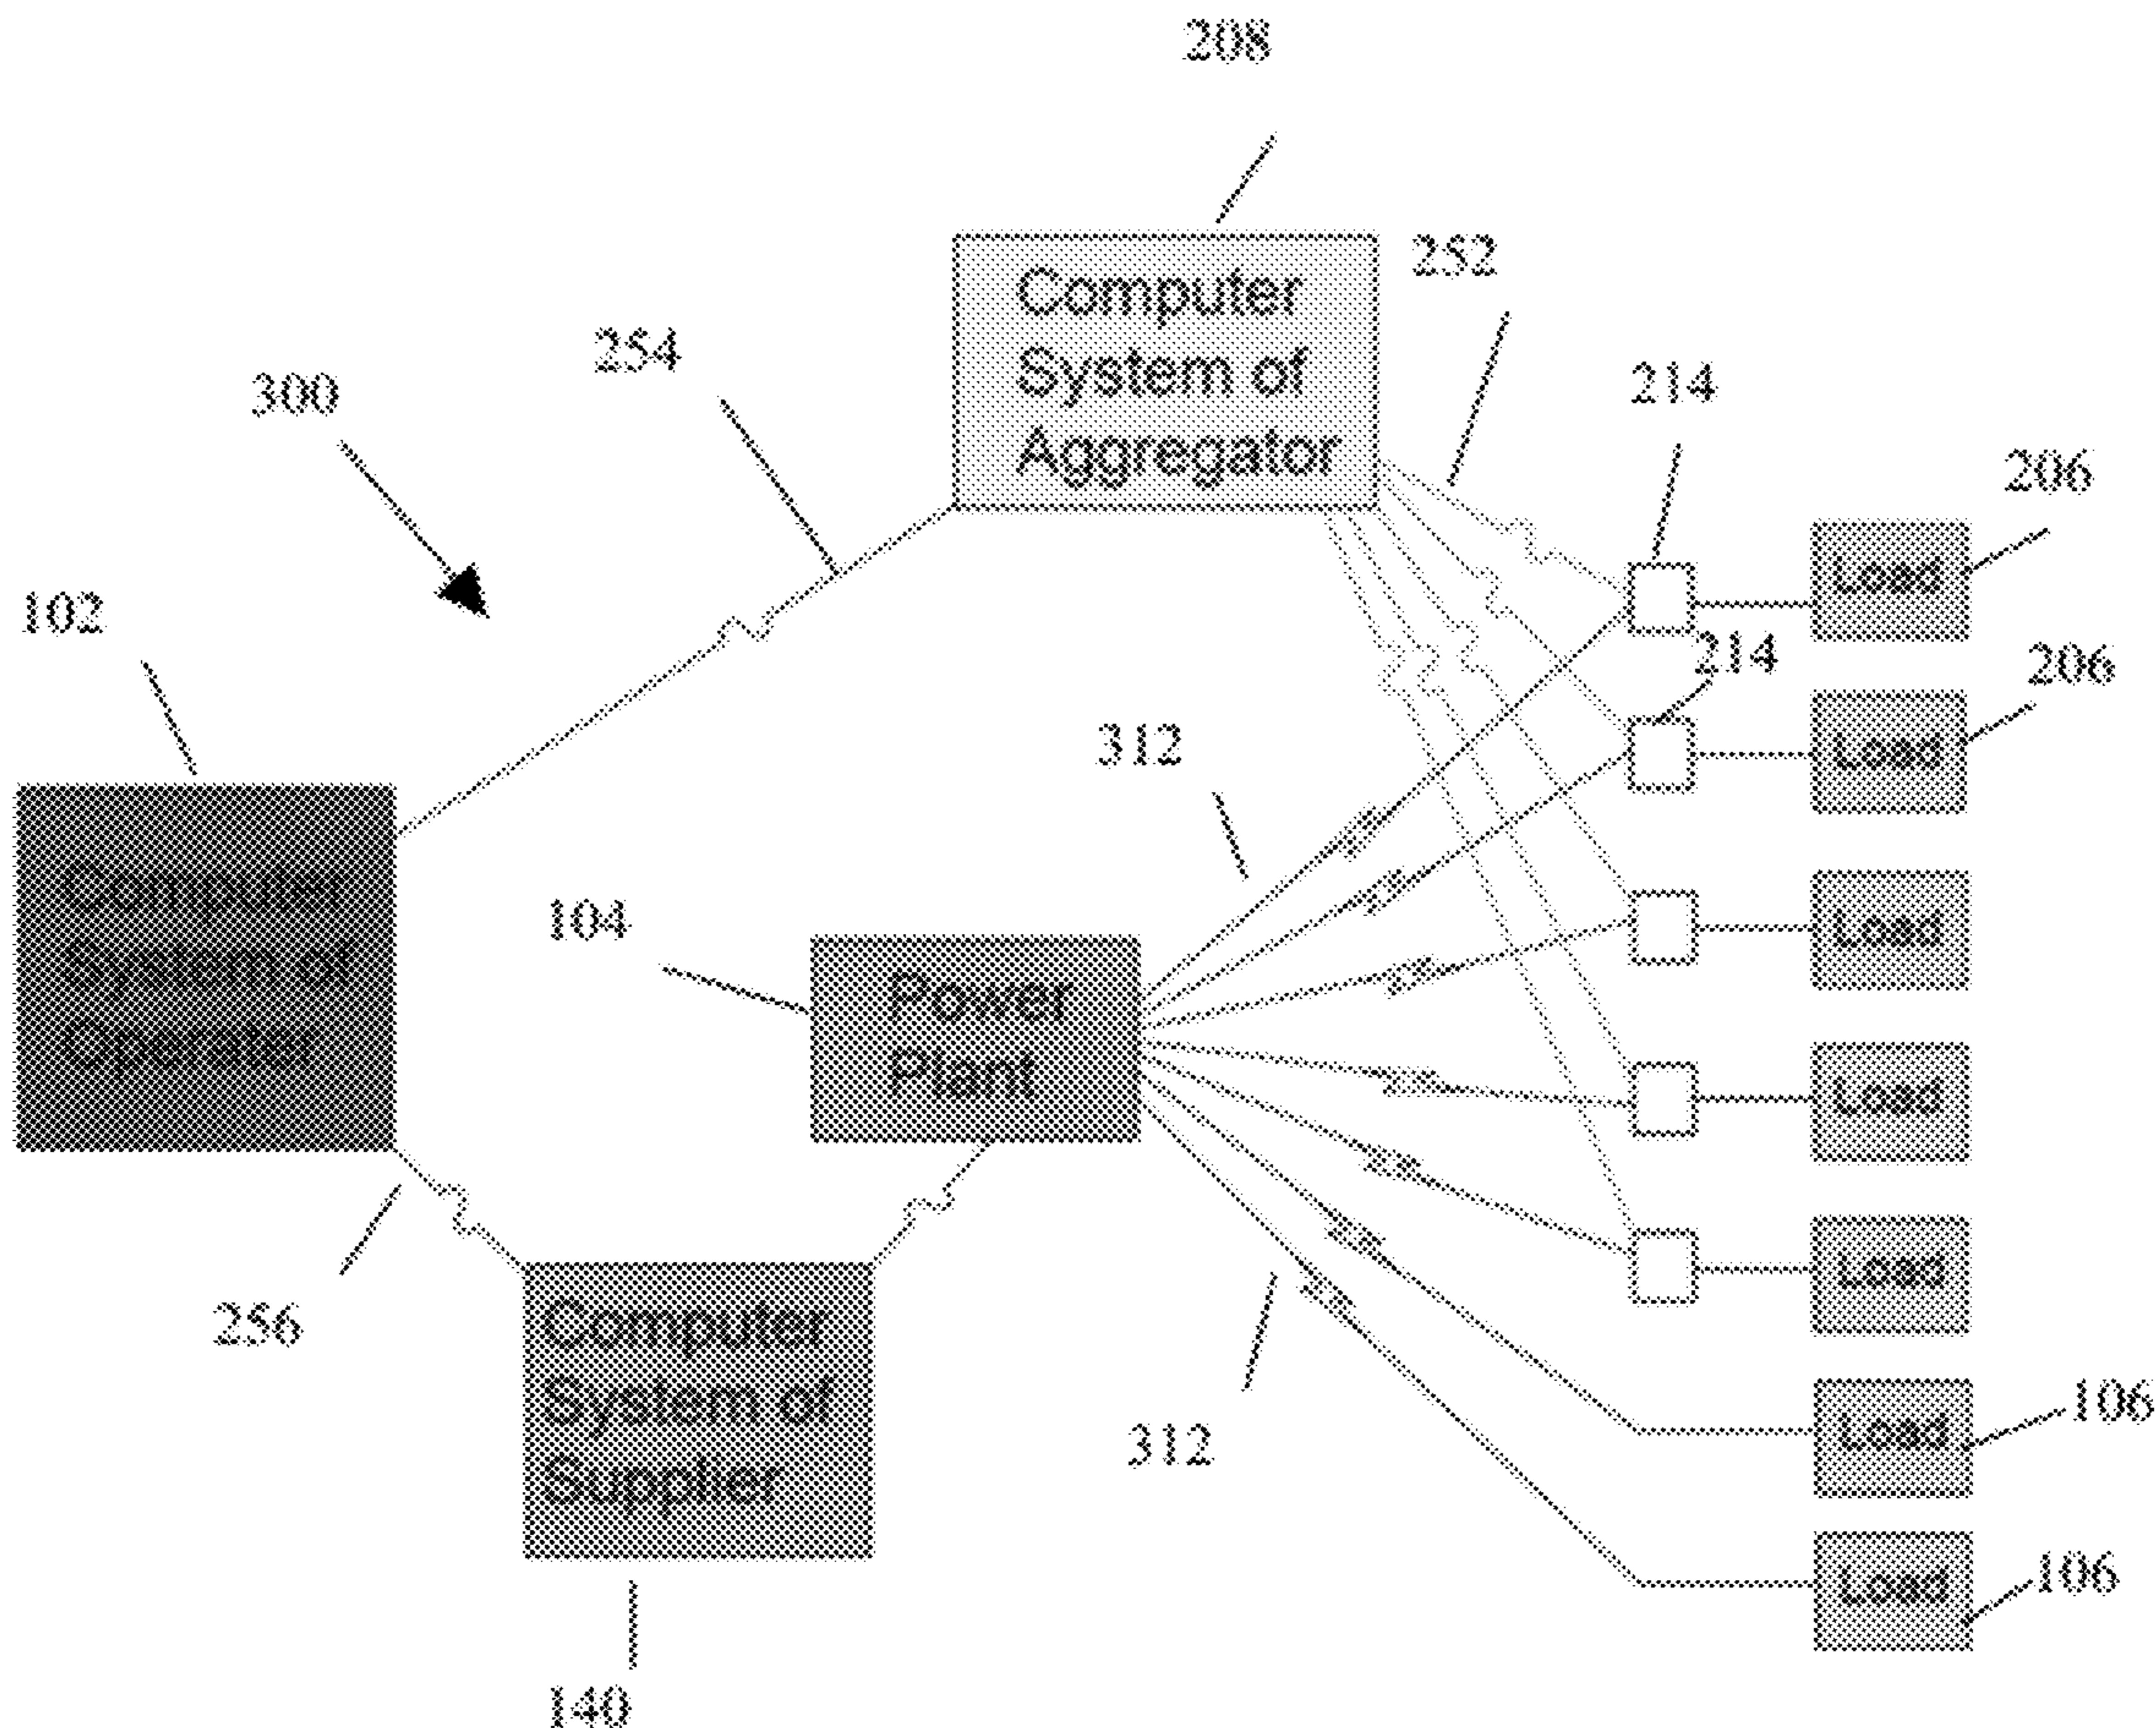 208
252
254
214
300
Computer
System of
Aggregator
206
Load
102
214
206
Load
312
Computer
System of
Operater
104
Load
Power
Plant
Load
256
Load
Computer
System of
Supplier
312
106
Load
106
Load
140